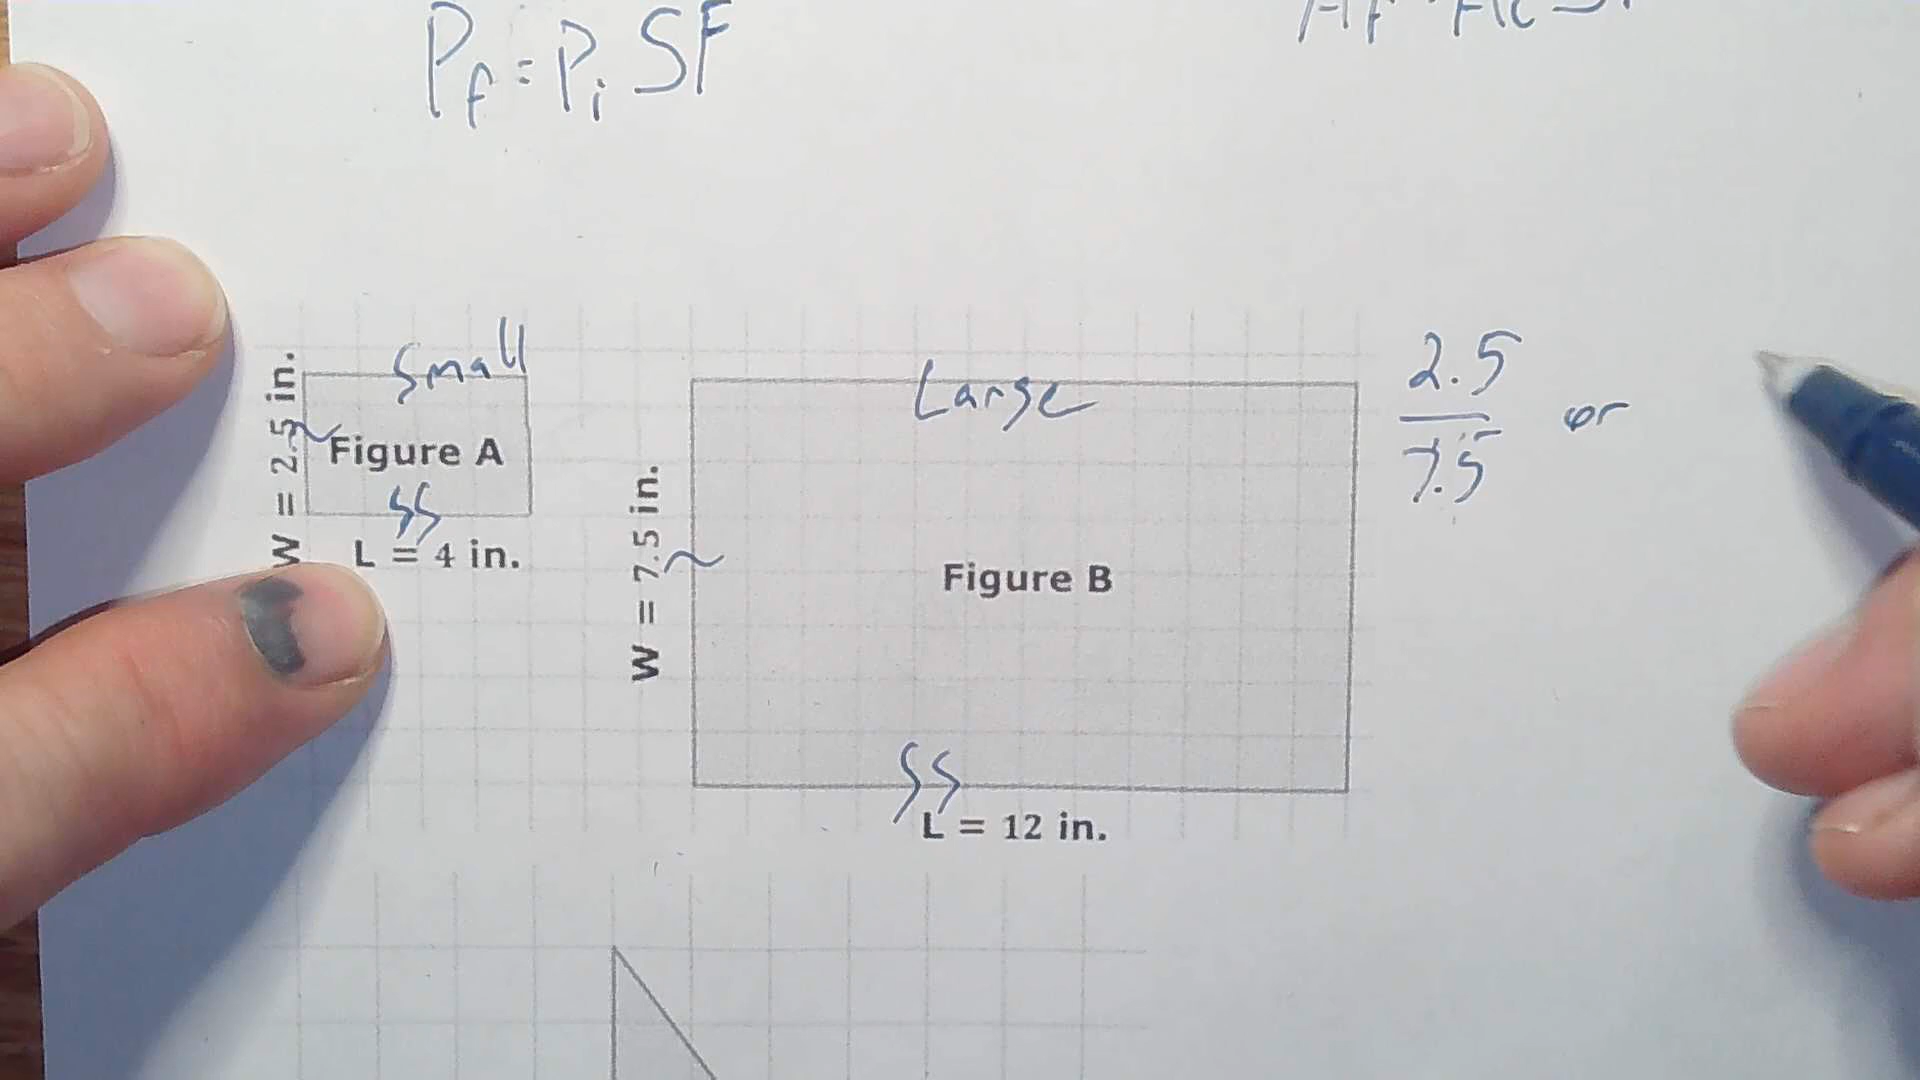 Pf = Pi SF
small
Large
W = 2.5 in.
Figure A
L = 4 in.
W = 7.5 in.
Figure B
L = 12 in.
2.5
7.5
or